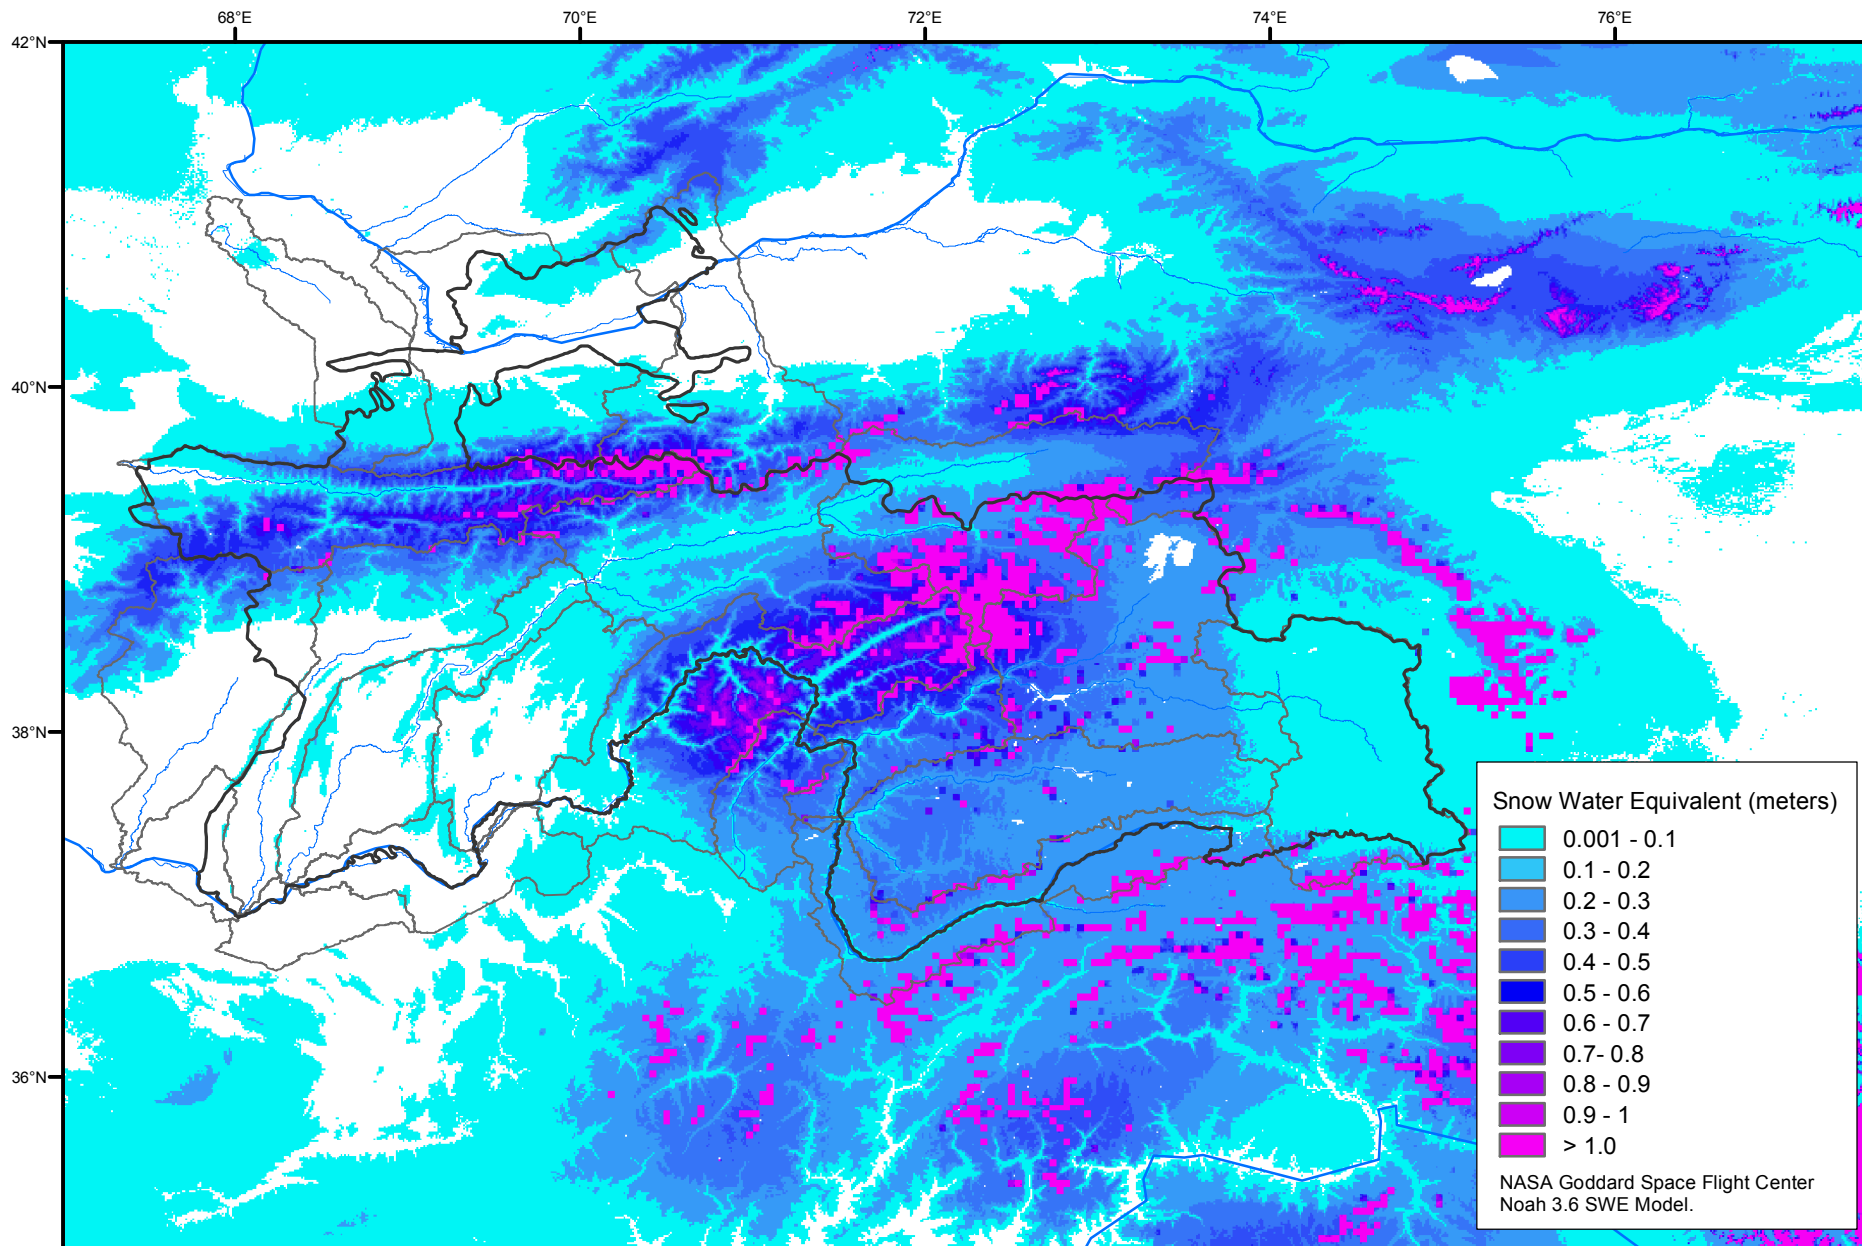 68°E 70°E 72°E 74°E 76°E
42°N
40°N
38°N
36°N
Snow Water Equivalent (meters)
0.001 - 0.1
0.1 - 0.2
0.2 - 0.3
0.3 - 0.4
0.4 - 0.5
0.5 - 0.6
0.6 - 0.7
0.7- 0.8
0.8 - 0.9
0.9 - 1
> 1.0
NASA Goddard Space Flight Center
Noah 3.6 SWE Model.